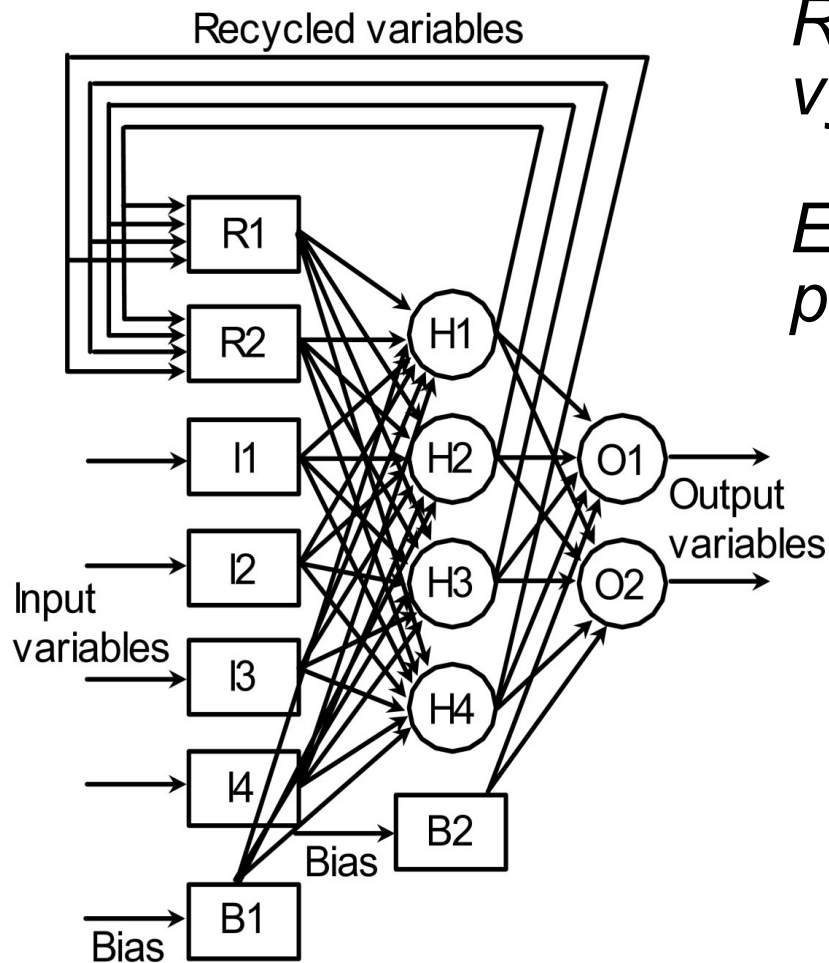 Recycled variables
R
v
E
p
R1
R2
H1
I1
H2
O1
Output
variables
I2
H3
O2
Input
variables
I3
H4
I4
B2
Bias
B1
Bias